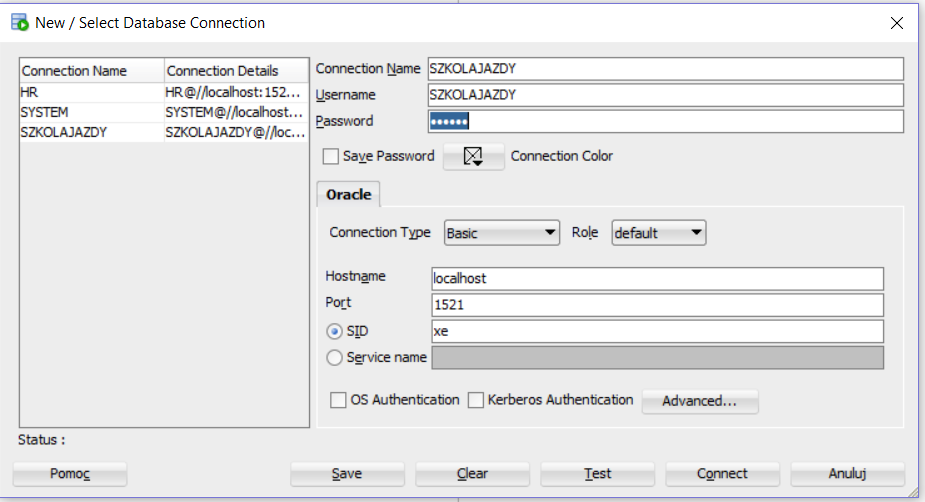 New / Select Database Connection
Connection Name Connection Details
HR HR@//localhost:152...
SYSTEM SYSTEM@//localhost...
SZKOLAJAZDY SZKOLAJAZDY@//loc...
Connection Name SZKOLAJAZDY
Username SZKOLAJAZDY
Password ••••••
Save Password Connection Color
Oracle
Connection Type Basic Role default
Hostname localhost
Port 1521
SID xe
Service name
OS Authentication Kerberos Authentication Advanced...
Status :
Pomoc Save Clear Test Connect Anuluj